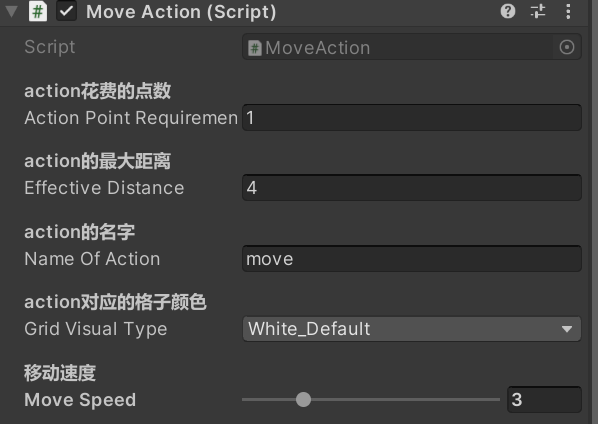 Move Action (Script)
Script MoveAction
action花费的点数
Action Point Requiremen 1
action的最大距离
Effective Distance 4
action的名字
Name Of Action move
action对应的格子颜色
Grid Visual Type White_Default
移动速度
Move Speed 3